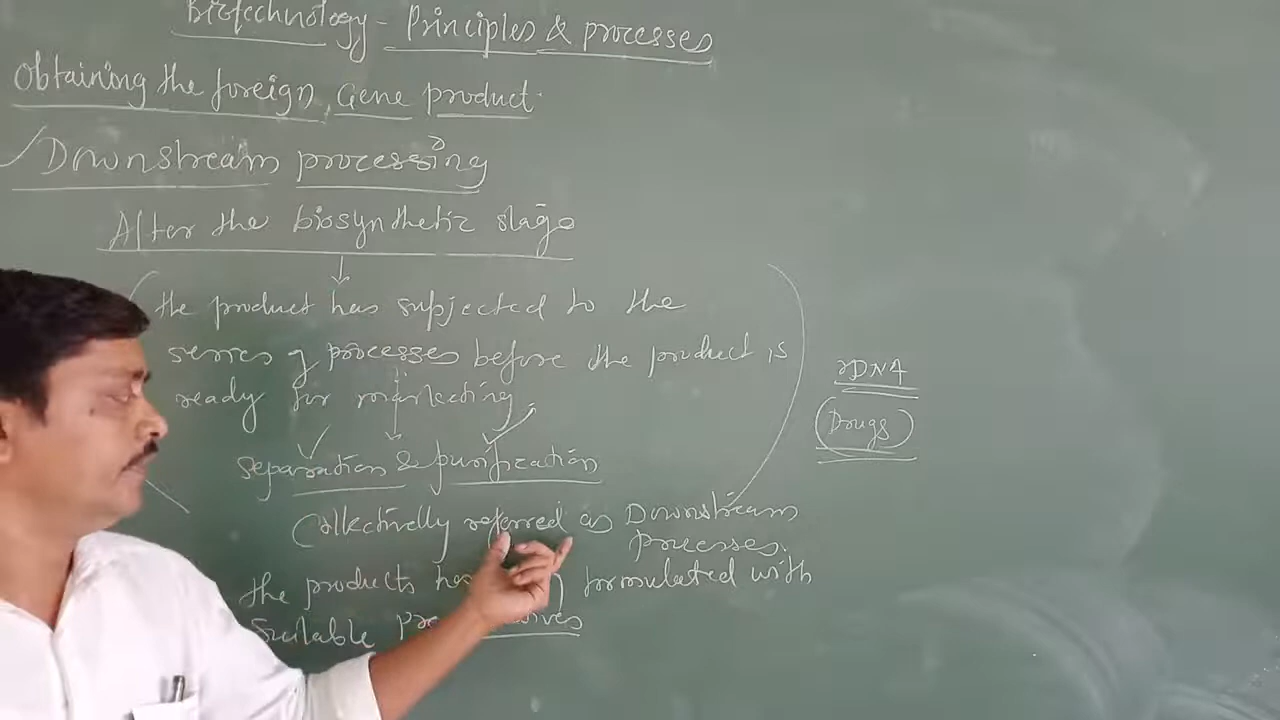 Biotechnology - Principles & processes
Obtaining the foreign Gene product
Downstream processing
After the biosynthetic stage
the product has subjected to the
series of processes before the product is
ready for marketing
separation & purification
Collectively referred as Downstream
processes.
the products has formulated with
Suitable
rDNA
(Drugs)